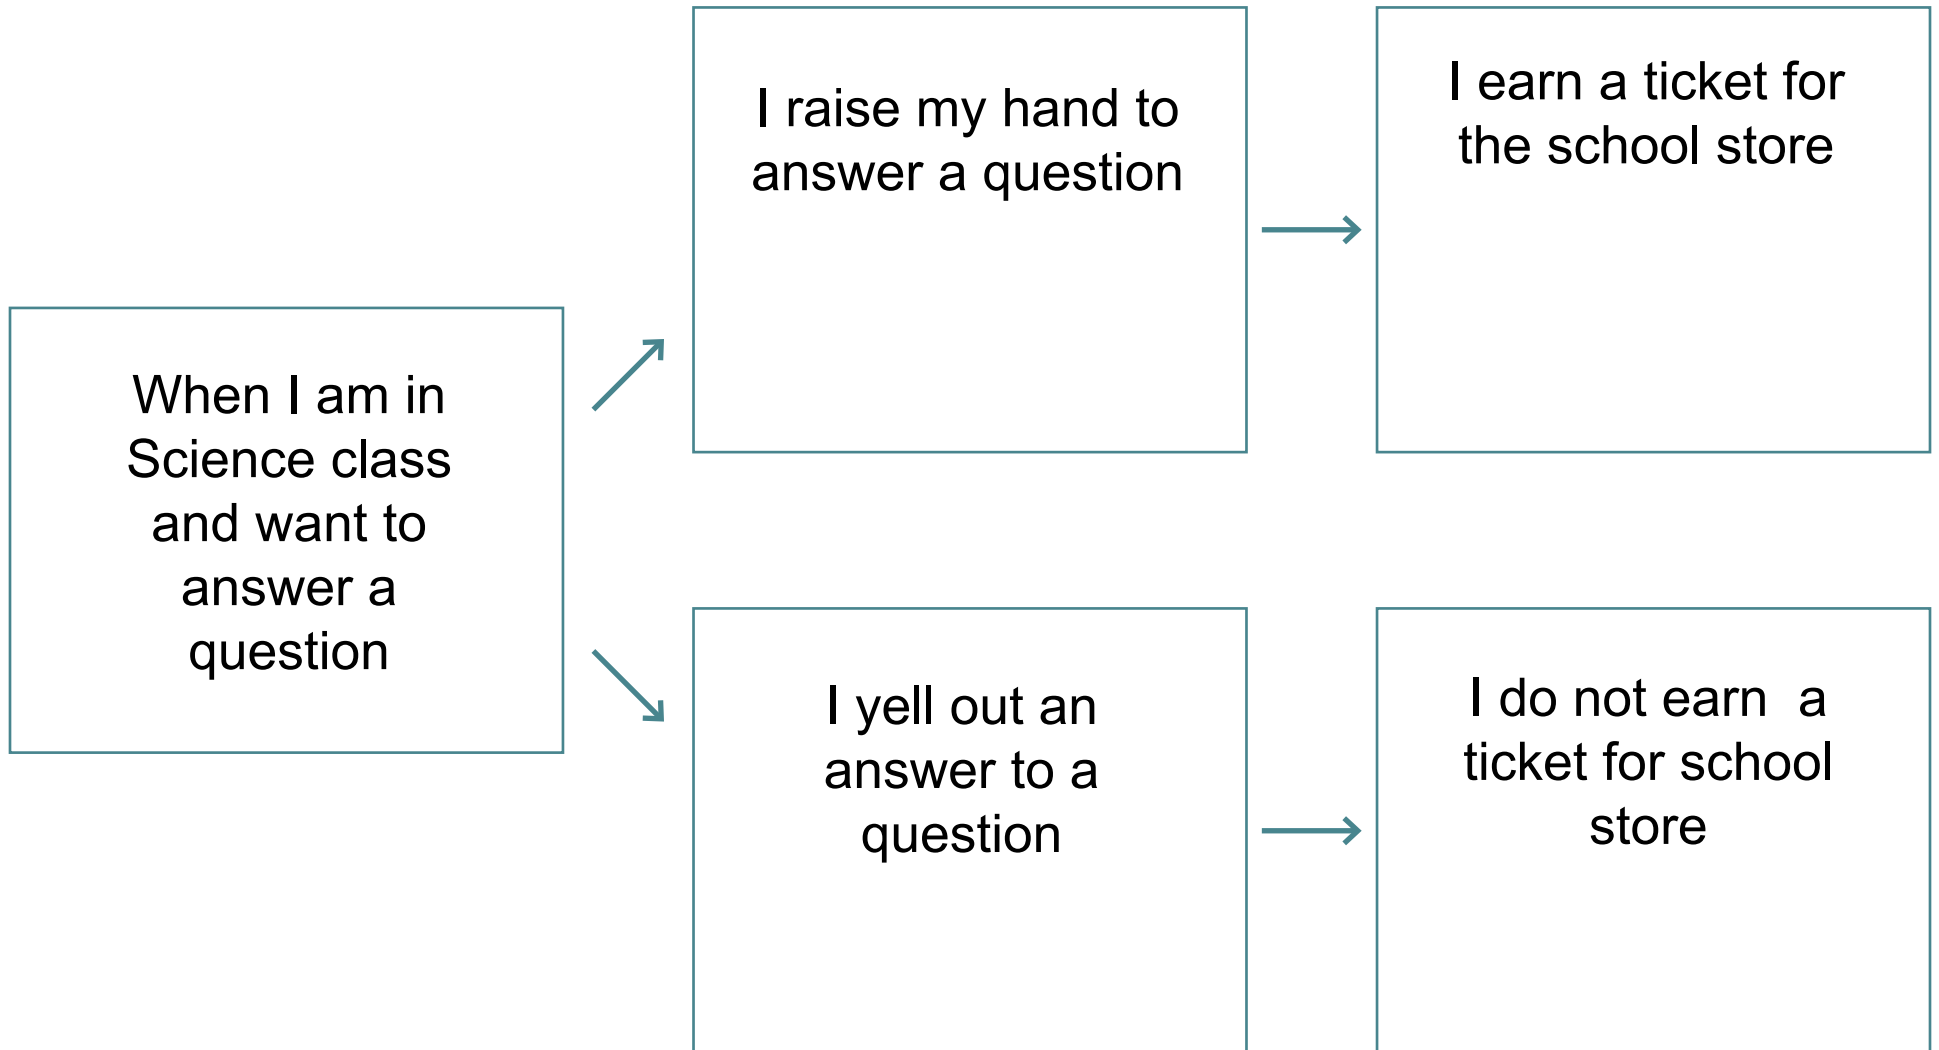 When I am in
Science class
and want to
answer a
question
I raise my hand to
answer a question
I earn a ticket for
the school store
I yell out an
answer to a
question
I do not earn  a
ticket for school
store